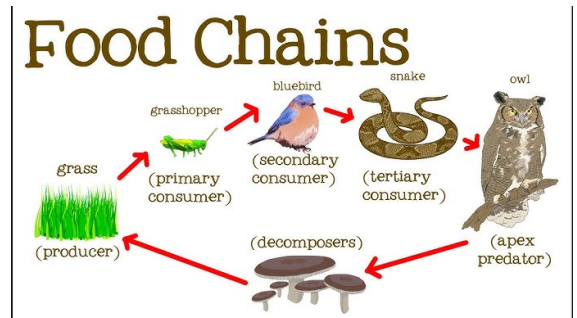 Food Chains
grass
(producer)
grasshopper
(primary
consumer)
bluebird
(secondary
consumer)
snake
(tertiary
consumer)
owl
(apex
predator)
(decomposers)